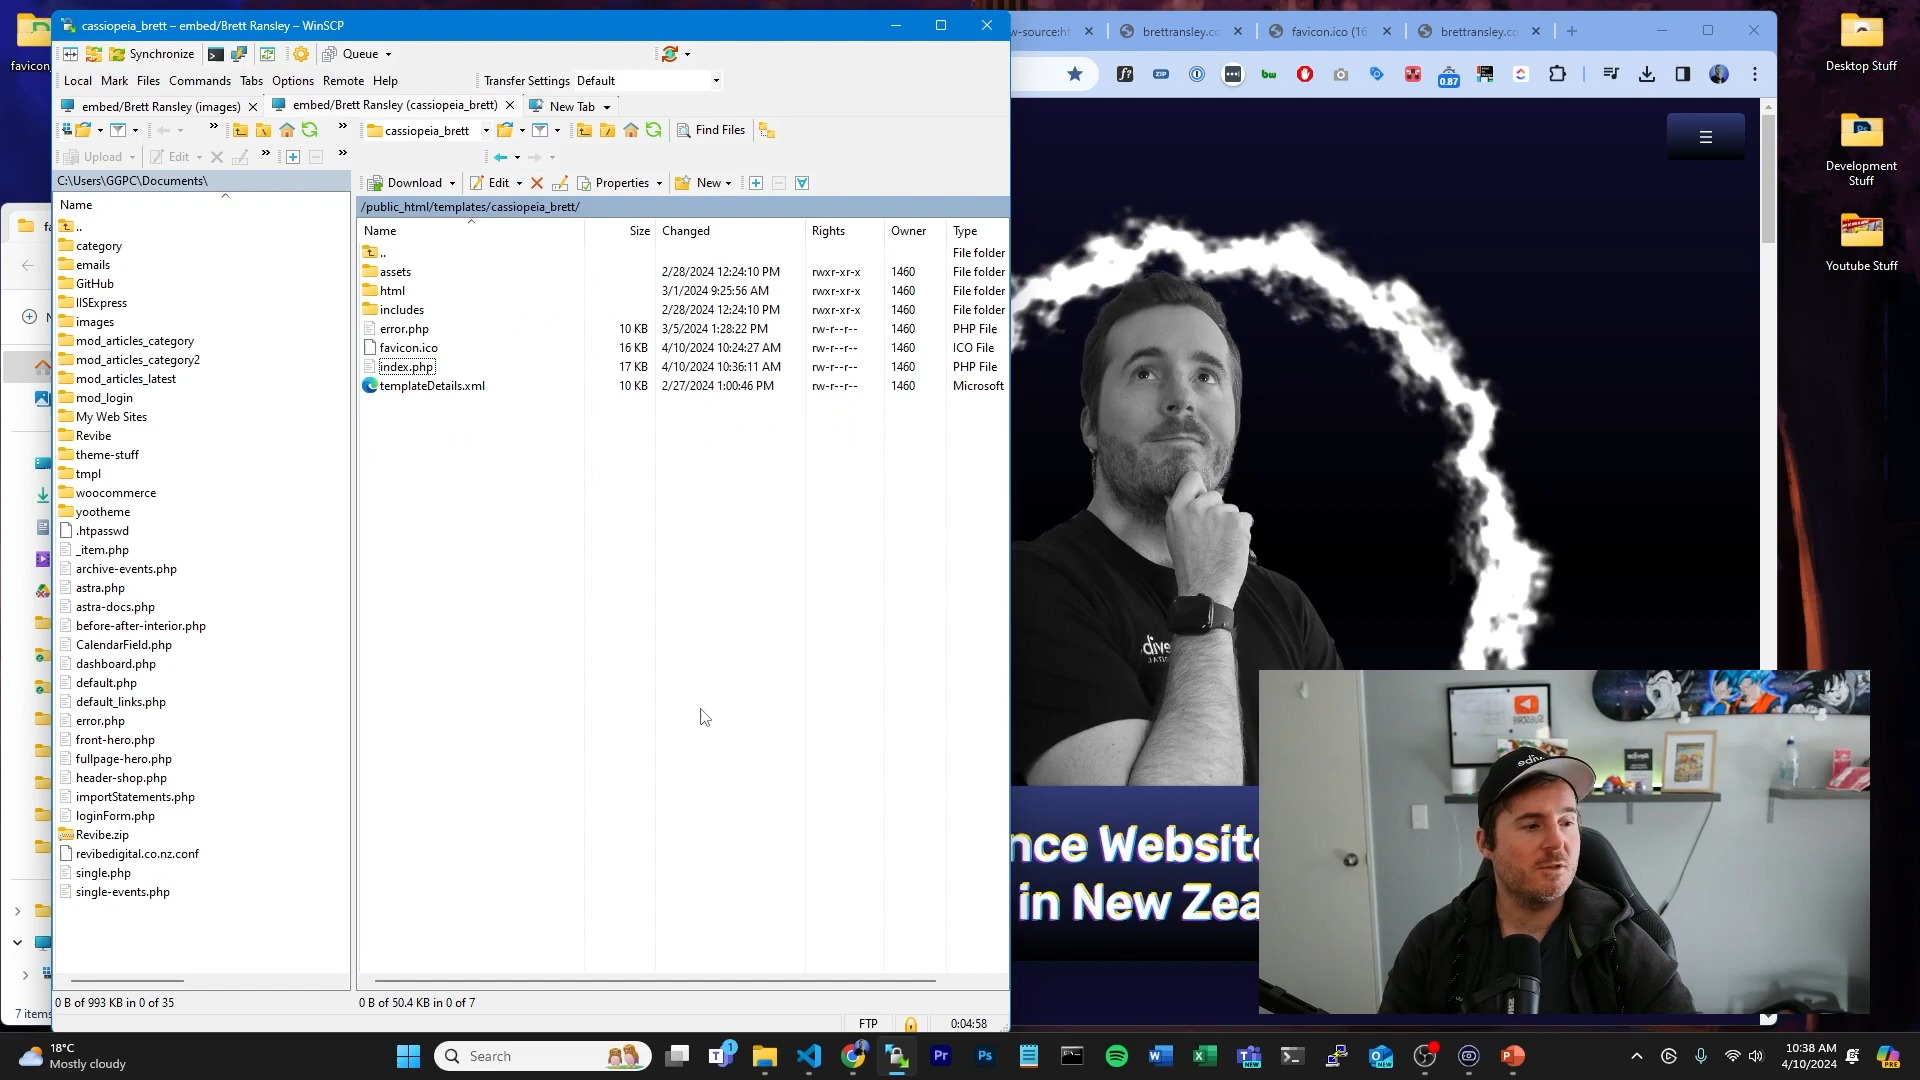 cassiopeia_brett – embed/Brett Ransley – WinSCP
Synchronize
Queue
Local Mark Files Commands Tabs Options Remote Help
Transfer Settings Default
embed/Brett Ransley (images)
embed/Brett Ransley (cassiopeia_brett)
New Tab
cassiopeia_brett
Find Files
Upload
Edit
C:\Users\GGPC\Documents\
Name
..
category
emails
GitHub
IISExpress
images
mod_articles_category
mod_articles_category2
mod_articles_latest
mod_login
My Web Sites
Revibe
theme-stuff
tmpl
woocommerce
yootheme
.htpasswd
_item.php
archive-events.php
astra.php
astra-docs.php
before-after-interior.php
CalendarField.php
dashboard.php
default.php
default_links.php
error.php
front-hero.php
fullpage-hero.php
header-shop.php
importStatements.php
loginForm.php
Revibe.zip
revibedigital.co.nz.conf
single.php
single-events.php
0 B of 993 KB in 0 of 35
Download
Edit
Properties
New
/public_html/templates/cassiopeia_brett/
Name Size Changed Rights Owner Type
.. File folder
assets 2/28/2024 12:24:10 PM rwxr-xr-x 1460 File folder
html 3/1/2024 9:25:56 AM rwxr-xr-x 1460 File folder
includes 2/28/2024 12:24:10 PM rwxr-xr-x 1460 File folder
error.php 10 KB 3/5/2024 1:28:22 PM rw-r--r-- 1460 PHP File
favicon.ico 16 KB 4/10/2024 10:24:27 AM rw-r--r-- 1460 ICO File
index.php 17 KB 4/10/2024 10:36:11 AM rw-r--r-- 1460 PHP File
templateDetails.xml 10 KB 2/27/2024 1:00:46 PM rw-r--r-- 1460 Microsoft
0 B of 50.4 KB in 0 of 7
FTP
0:04:58
w-source:ht
brettransley.co
favicon.ico (16
brettransley.co
ZIP
bw
0.87
nce Website
in New Zea
favicon
7 items
Desktop Stuff
Development
Stuff
Youtube Stuff
18°C
Mostly cloudy
Search
1
Pr
Ps
10:38 AM
4/10/2024